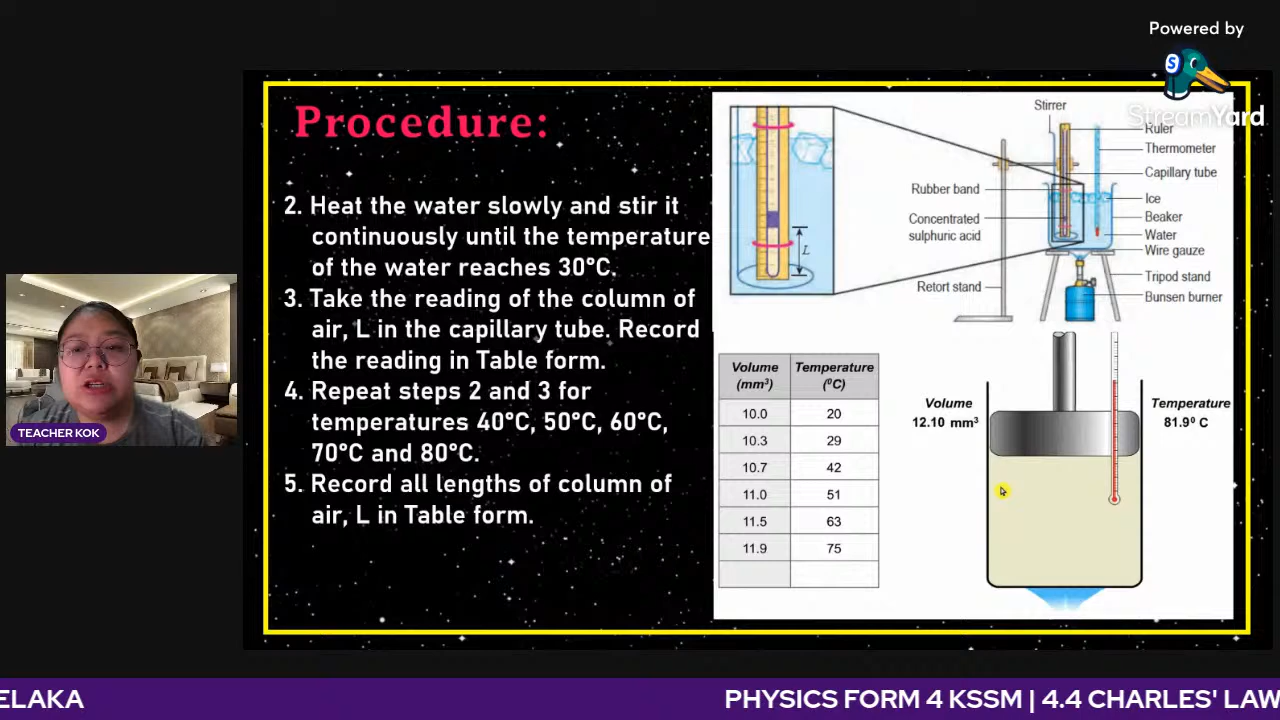 Powered by
S
StreamYard
Procedure:
2. Heat the water slowly and stir it
continuously until the temperature
of the water reaches 30°C.
3. Take the reading of the column of
air, L in the capillary tube. Record
the reading in Table form.
4. Repeat steps 2 and 3 for
temperatures 40°C, 50°C, 60°C,
70°C and 80°C.
5. Record all lengths of column of
air, L in Table form.
L
Stirrer
Ruler
Thermometer
Capillary tube
Rubber band
Ice
Concentrated
sulphuric acid
Beaker
Water
Wire gauze
Retort stand
Tripod stand
Bunsen burner
Volume Temperature
(mm³) (⁰C)
10.0 20
10.3 29
10.7 42
11.0 51
11.5 63
11.9 75
Volume
12.10 mm³
Temperature
81.9⁰ C
TEACHER KOK
ELAKA
PHYSICS FORM 4 KSSM | 4.4 CHARLES' LAW